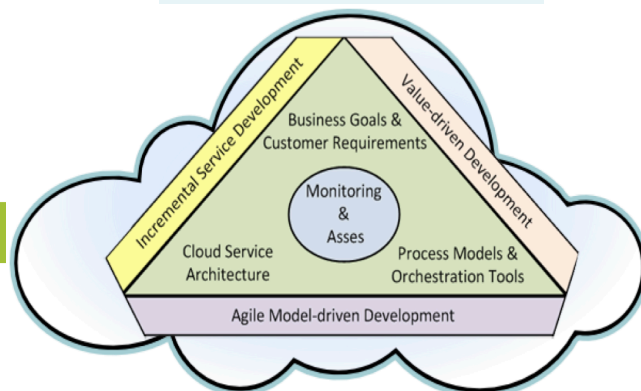 Incremental Service Development
Value-driven Development
Business Goals &
Customer Requirements
Monitoring
&
Asses
Cloud Service
Architecture
Process Models &
Orchestration Tools
Agile Model-driven Development